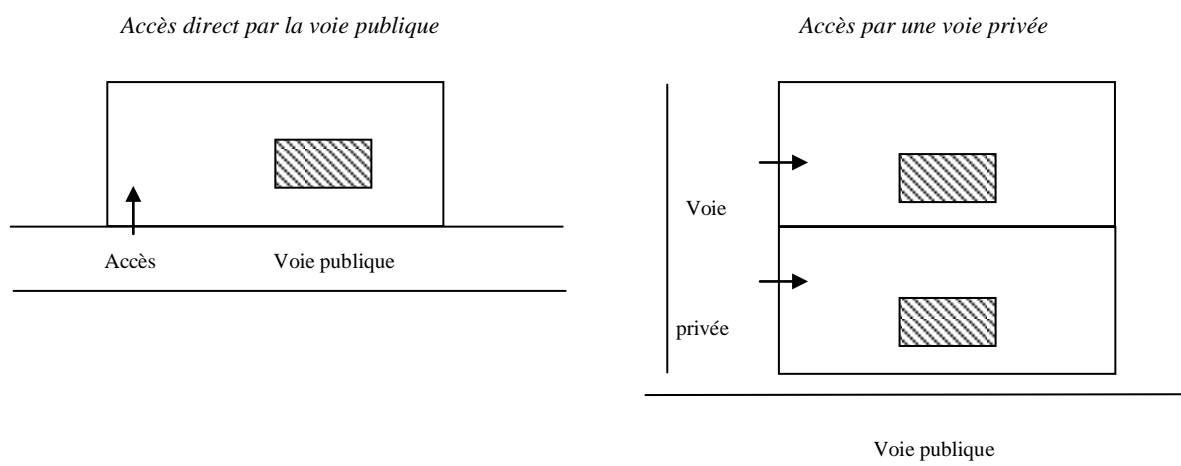 Accès direct par la voie publique
Accès par une voie privée
Voie
Accès
Voie publique
privée
Voie publique